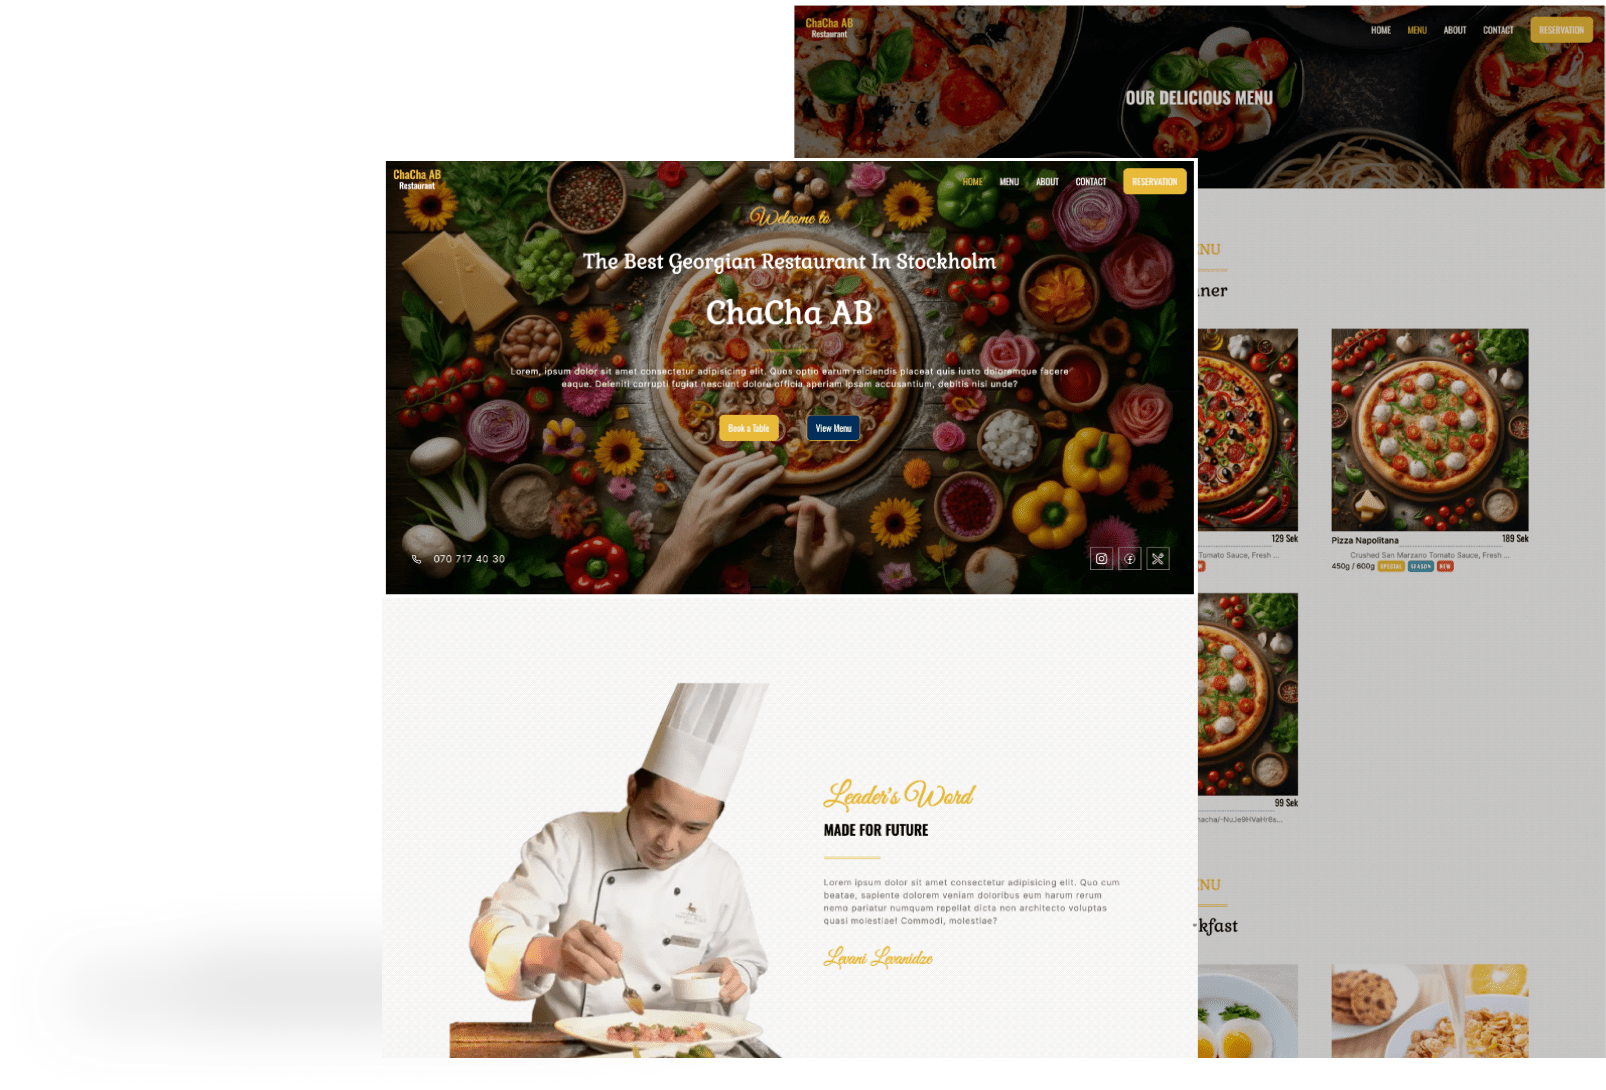 ChaCha AB
Restaurant
HOME MENU ABOUT CONTACT RESERVATION
OUR DELICIOUS MENU
ChaCha AB
Restaurant
HOME MENU ABOUT CONTACT RESERVATION
Welcome to
The Best Georgian Restaurant In Stockholm
ChaCha AB
Lorem, ipsum dolor sit amet consectetur adipisicing elit. Quos optio earum reiciendis placeat quis iusto doloremque facere
eaque. Deleniti corrupti fugiat nesciunt dolore officia aperiam ipsam accusantium, debitis nisi unde?
Book a Table View Menu
070 717 40 30
Leader's Word
MADE FOR FUTURE
Lorem ipsum dolor sit amet consectetur adipisicing elit. Quo cum
beatae, sapiente dolorem veniam doloribus eum harum rerum
nemo pariatur numquam repellat dicta non architecto voluptas
quasi molestiae! Commodi, molestiae?
Levani Levanidze
ENU
ner
129 Sek
Tomato Sauce, Fresh ...
Pizza Napolitana 189 Sek
Crushed San Marzano Tomato Sauce, Fresh ...
450g / 600g SPECIAL SEASON NEW
99 Sek
ENU
kfast